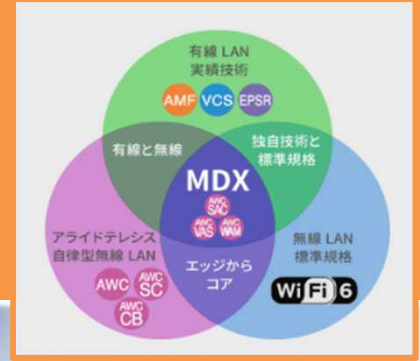 有線 LAN
実績技術
AMF VCS EPSR
有線と無線
独自技術と
標準規格
MDX
AWC SAC
AWC VAS AWC WAM
アライドテレシス
自律型無線 LAN
AWC AWC SC
AWC CB
エッジから
コア
無線 LAN
標準規格
Wi Fi 6